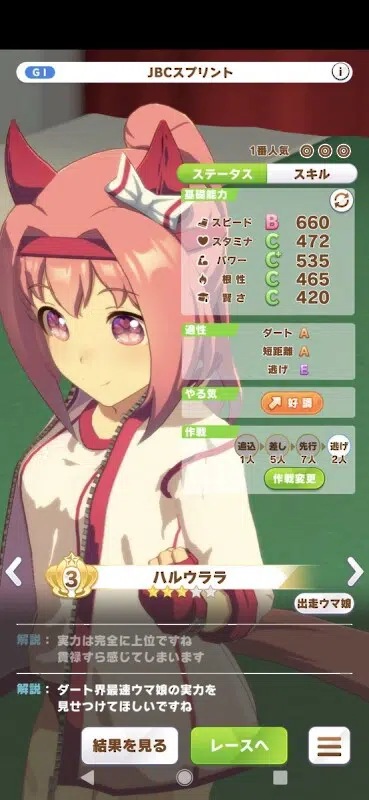 GI
JBCスプリント
i
1番人気 ◎ ◎ ◎
ステータス スキル
基礎能力
スピード B 660
スタミナ C 472
パワー C+ 535
根性 C 465
賢さ C 420
適性
ダート A
短距離 A
逃げ E
やる気
好調
作戦
追込 差し 先行 逃げ
1人 5人 7人 2人
作戦変更
3 ハルウララ
出走ウマ娘
解説： 実力は完全に上位ですね
貫禄すら感じてしまいます
解説： ダート界最速ウマ娘の実力を
見せつけてほしいですね
結果を見る レースへ